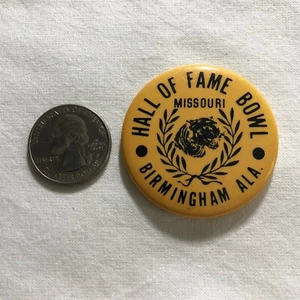 HALL OF FAME BOWL
MISSOURI
BIRMINGHAM ALA.